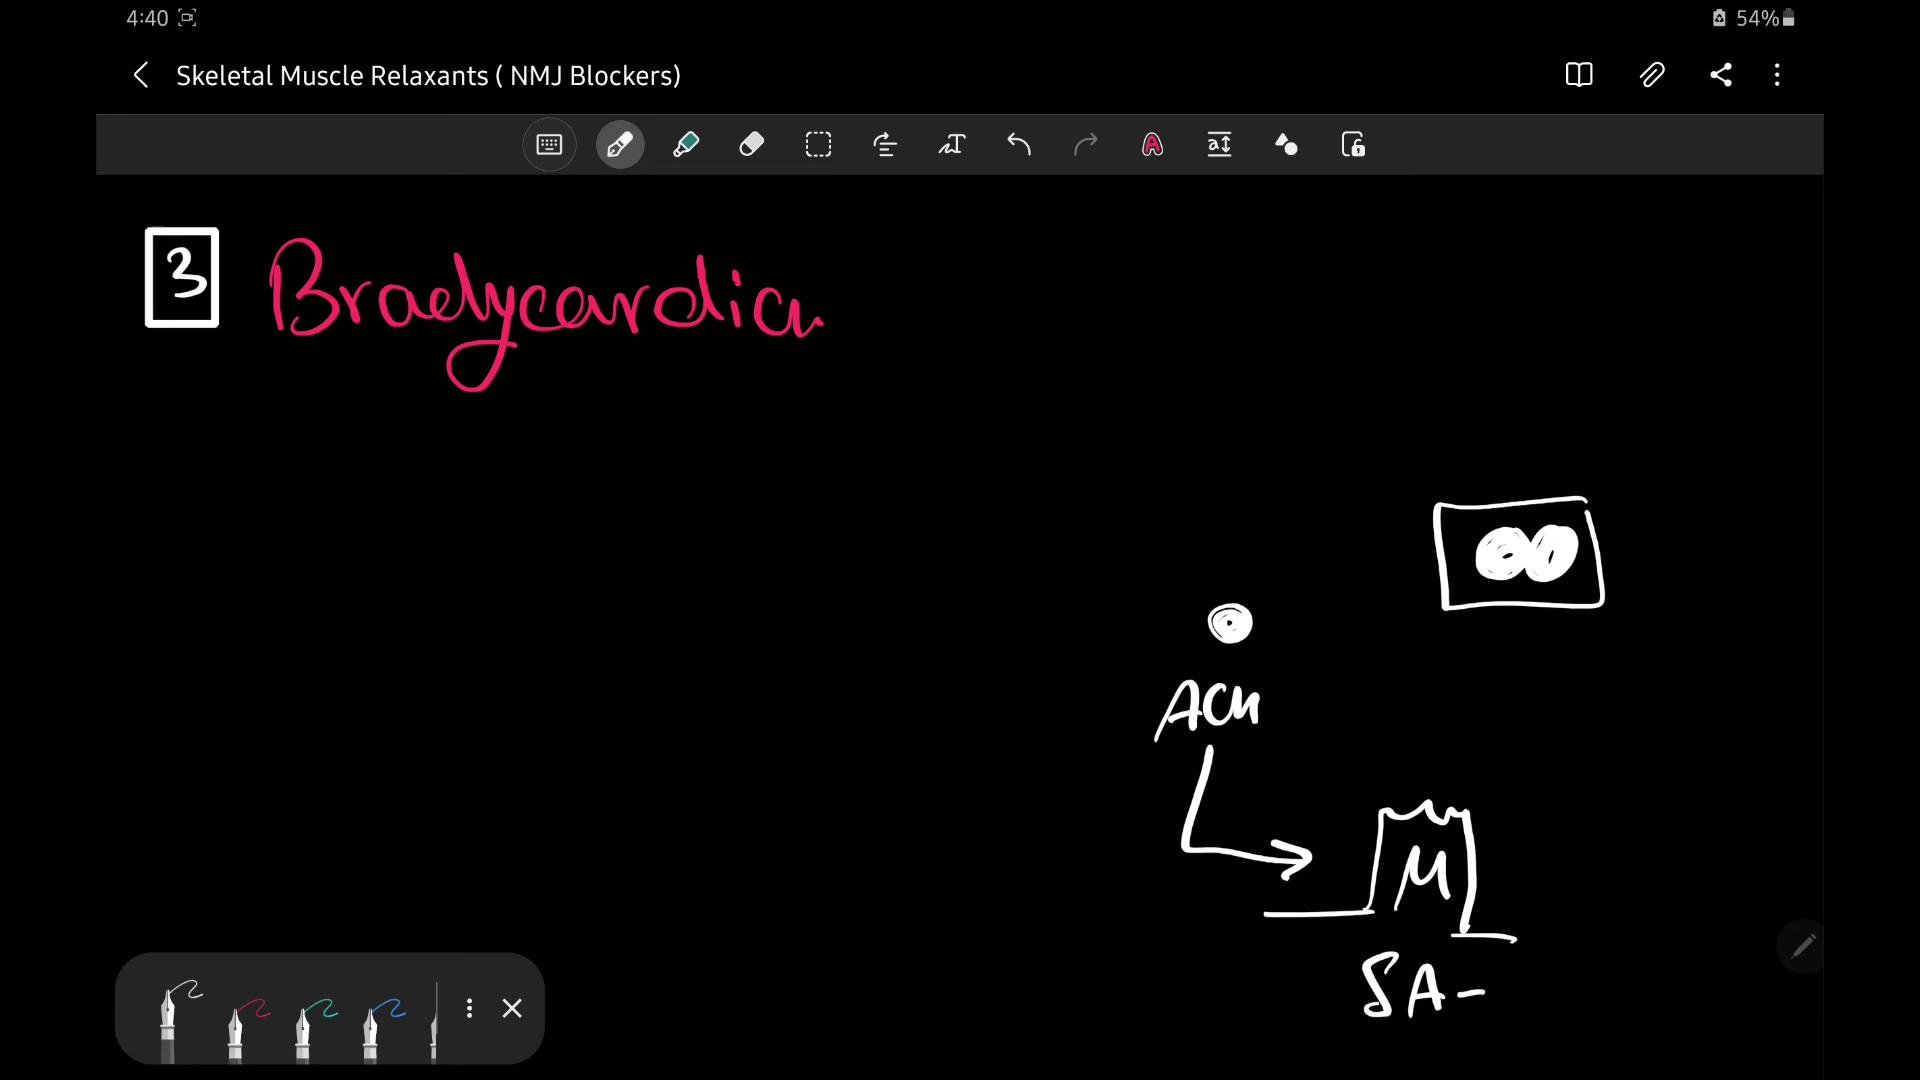 4:40
54%
Skeletal Muscle Relaxants ( NMJ Blockers)
3 Bradycardia
ACh
M
SA-